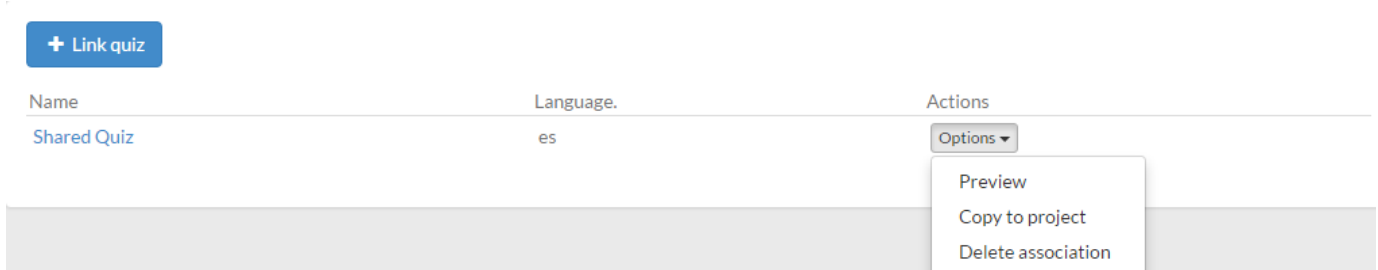 + Link quiz
Name Language. Actions
Shared Quiz es Options
Preview
Copy to project
Delete association